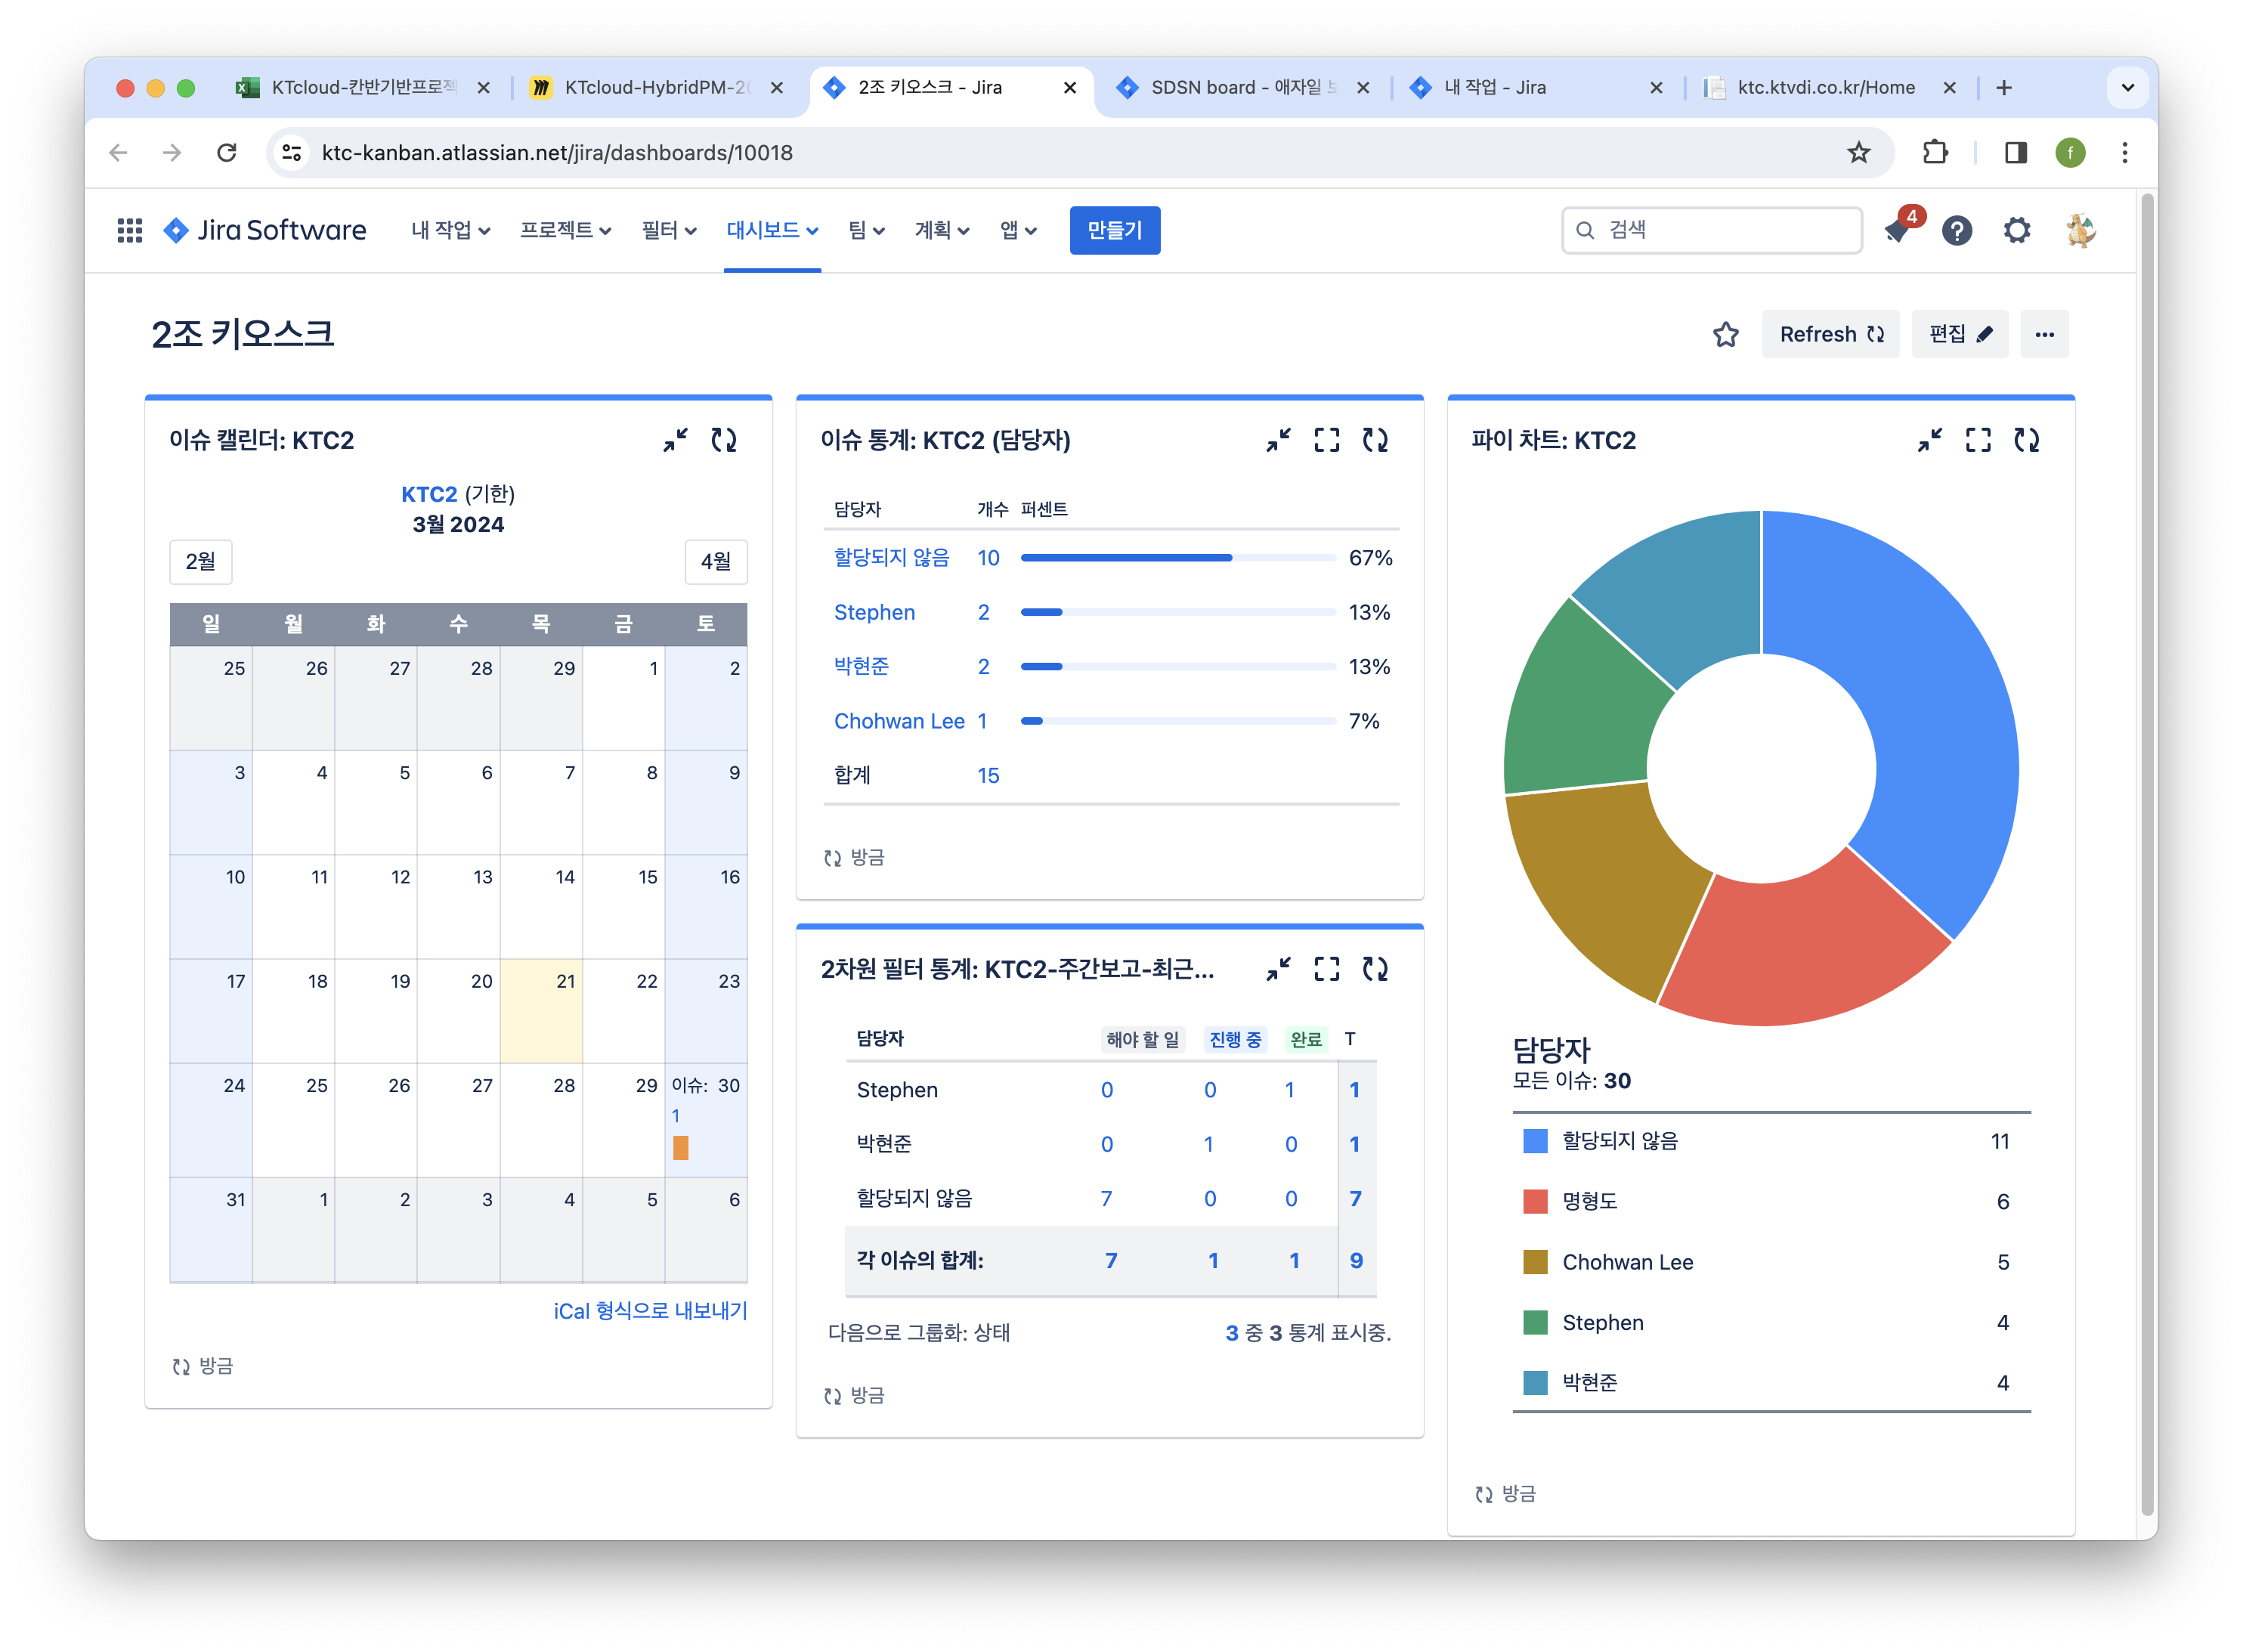 KTcloud-칸반기반프로젝
KTcloud-HybridPM-20
2조 키오스크 - Jira
SDSN board - 애자일 보
내 작업 - Jira
ktc.ktvdi.co.kr/Home
ktc-kanban.atlassian.net/jira/dashboards/10018
f
Jira Software
내 작업
프로젝트
필터
대시보드
팀
계획
앱
만들기
검색
4
2조 키오스크
Refresh
편집
이슈 캘린더: KTC2
KTC2 (기한)
3월 2024
2월
4월
일 월 화 수 목 금 토
25 26 27 28 29 1 2
3 4 5 6 7 8 9
10 11 12 13 14 15 16
17 18 19 20 21 22 23
24 25 26 27 28 29 이슈: 30
1
31 1 2 3 4 5 6
iCal 형식으로 내보내기
방금
이슈 통계: KTC2 (담당자)
담당자 개수 퍼센트
할당되지 않음 10 67%
Stephen 2 13%
박현준 2 13%
Chohwan Lee 1 7%
합계 15
방금
2차원 필터 통계: KTC2-주간보고-최근...
담당자 해야 할 일 진행 중 완료 T
Stephen 0 0 1 1
박현준 0 1 0 1
할당되지 않음 7 0 0 7
각 이슈의 합계: 7 1 1 9
다음으로 그룹화: 상태
3 중 3 통계 표시중.
방금
파이 차트: KTC2
담당자
모든 이슈: 30
할당되지 않음 11
명형도 6
Chohwan Lee 5
Stephen 4
박현준 4
방금